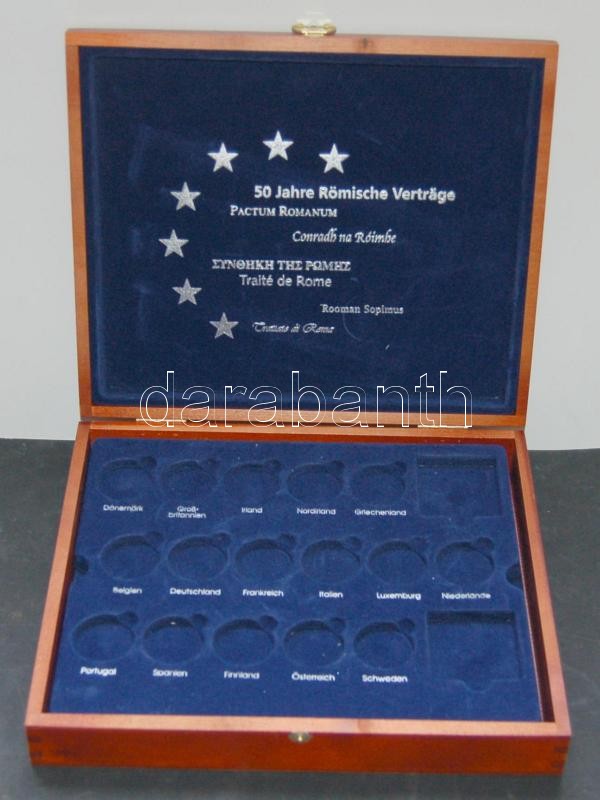 50 Jahre Römische Verträge
PACTUM ROMANUM
Conradh na Róimhe
ΣΥΝΘΗΚΗ ΤΗΣ ΡΩΜΗΣ
Traité de Rome
Rooman Sopimus
Trattato di Roma
darabanth
Dänemark Groß-britannien Irland Nordirland Griechenland
Belgien Deutschland Frankreich Italien Luxemburg Niederlande
Portugal Spanien Finnland Österreich Schweden